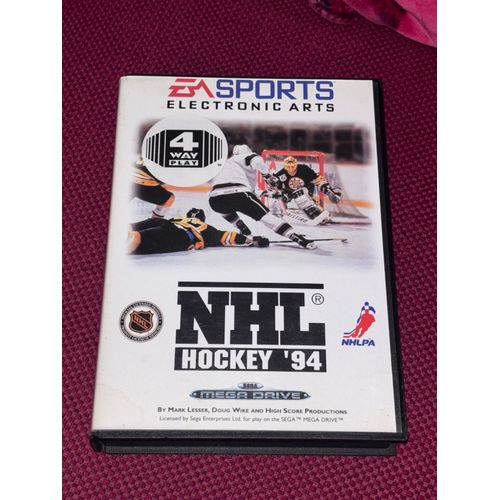 EA SPORTS
ELECTRONIC ARTS
4
WAY
PLAY
NHL®
HOCKEY '94
NHL
NHLPA
SEGA
MEGA DRIVE
BY MARK LESSER, DOUG WIKE AND HIGH SCORE PRODUCTIONS
Licensed by Sega Enterprises Ltd. for play on the SEGA™ MEGA DRIVE™